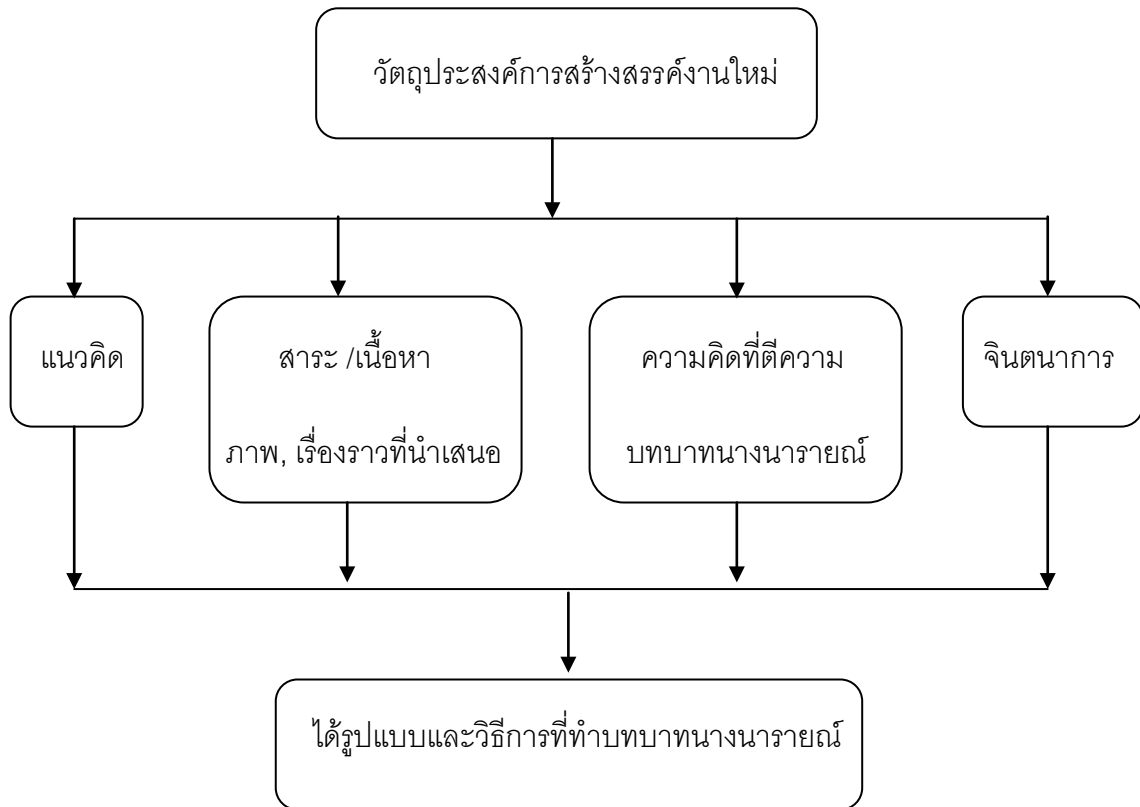 วัตถุประสงค์การสร้างสรรค์งานใหม่
แนวคิด
สาระ /เนื้อหา
ภาพ, เรื่องราวที่นำเสนอ
ความคิดที่ตีความ
บทบาทนางนารายณ์
จินตนาการ
ได้รูปแบบและวิธีการที่ทำบทบาทนางนารายณ์